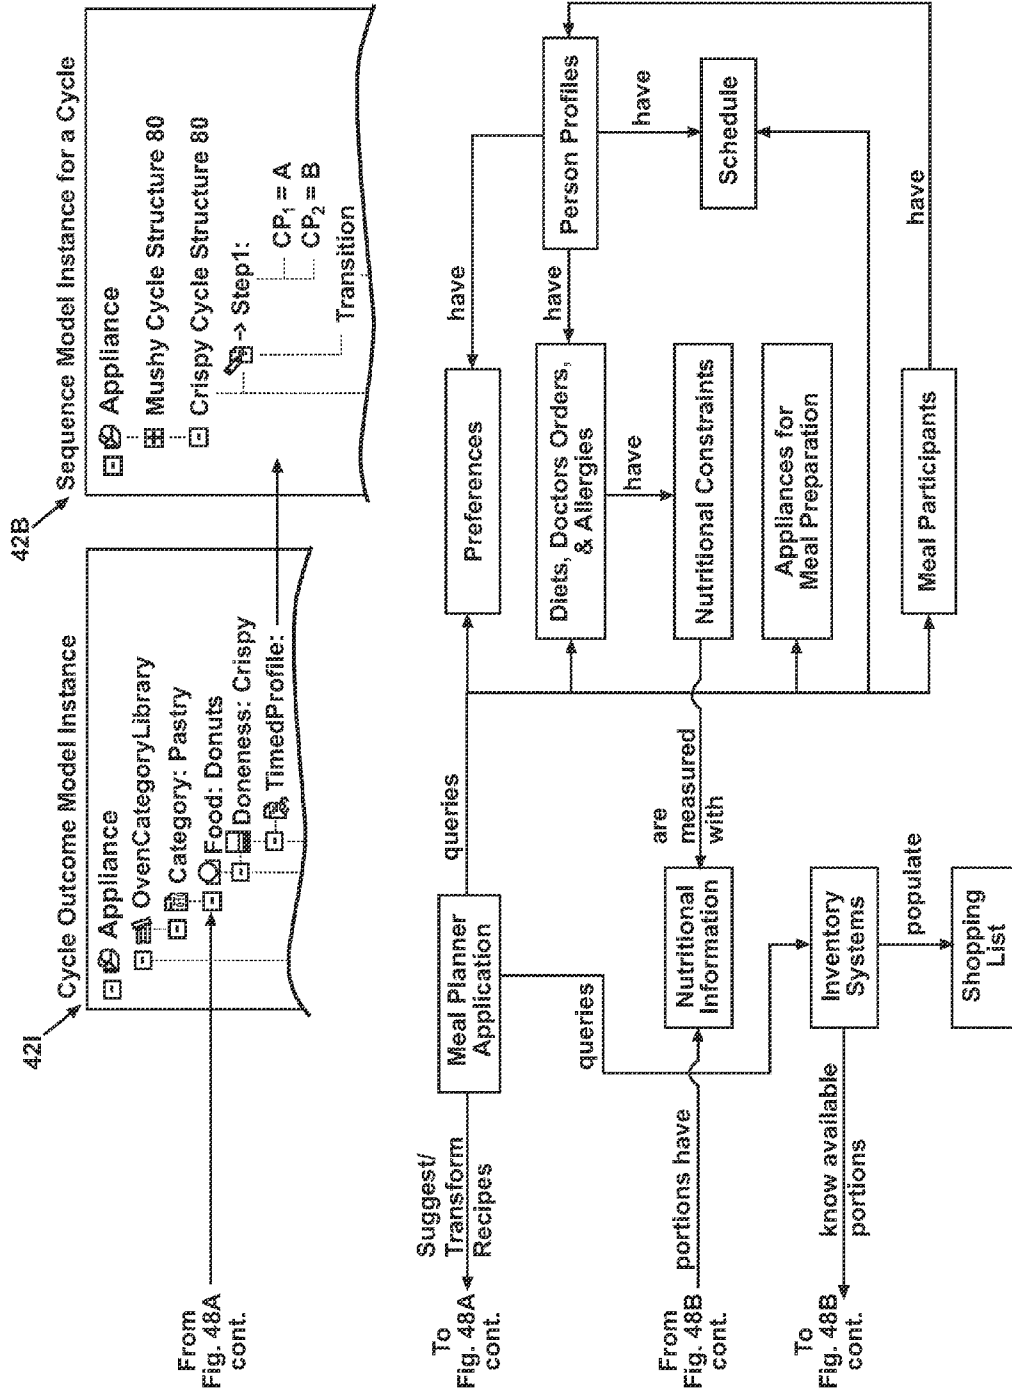 42I
Cycle Outcome Model Instance
Appliance
OvenCategoryLibrary
Category: Pastry
Food: Donuts
Doneness: Crispy
TimedProfile:
42B
Sequence Model Instance for a Cycle
Appliance
Mushy Cycle Structure 80
Crispy Cycle Structure 80
-> Step1:
CP₁ = A
CP₂ = B
Transition
From
Fig. 48A
cont.
To
Fig. 48A
cont.
Suggest/
Transform
Recipes
Meal Planner
Application
queries
queries
Preferences
have
Person Profiles
have
Diets, Doctors Orders,
& Allergies
have
have
Schedule
Nutritional Constraints
Appliances for
Meal Preparation
Meal Participants
have
From
Fig. 48B
cont.
portions have
Nutritional
Information
are
measured
with
To
Fig. 48B
cont.
know available
portions
Inventory
Systems
populate
Shopping
List